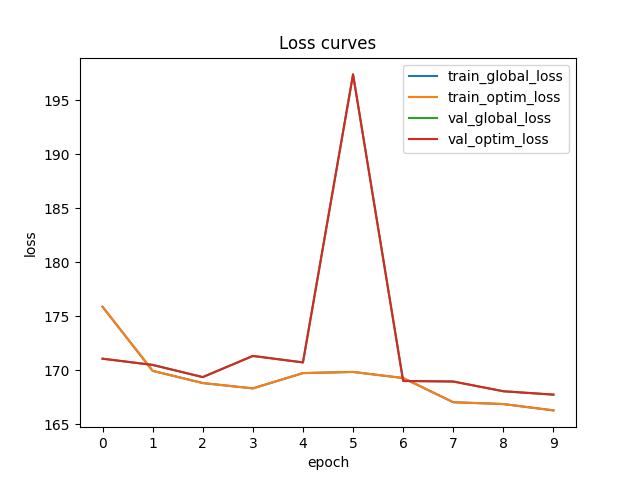 Loss curves
train_global_loss
train_optim_loss
val_global_loss
val_optim_loss
195
190
185
180
175
170
165
loss
0 1 2 3 4 5 6 7 8 9
epoch